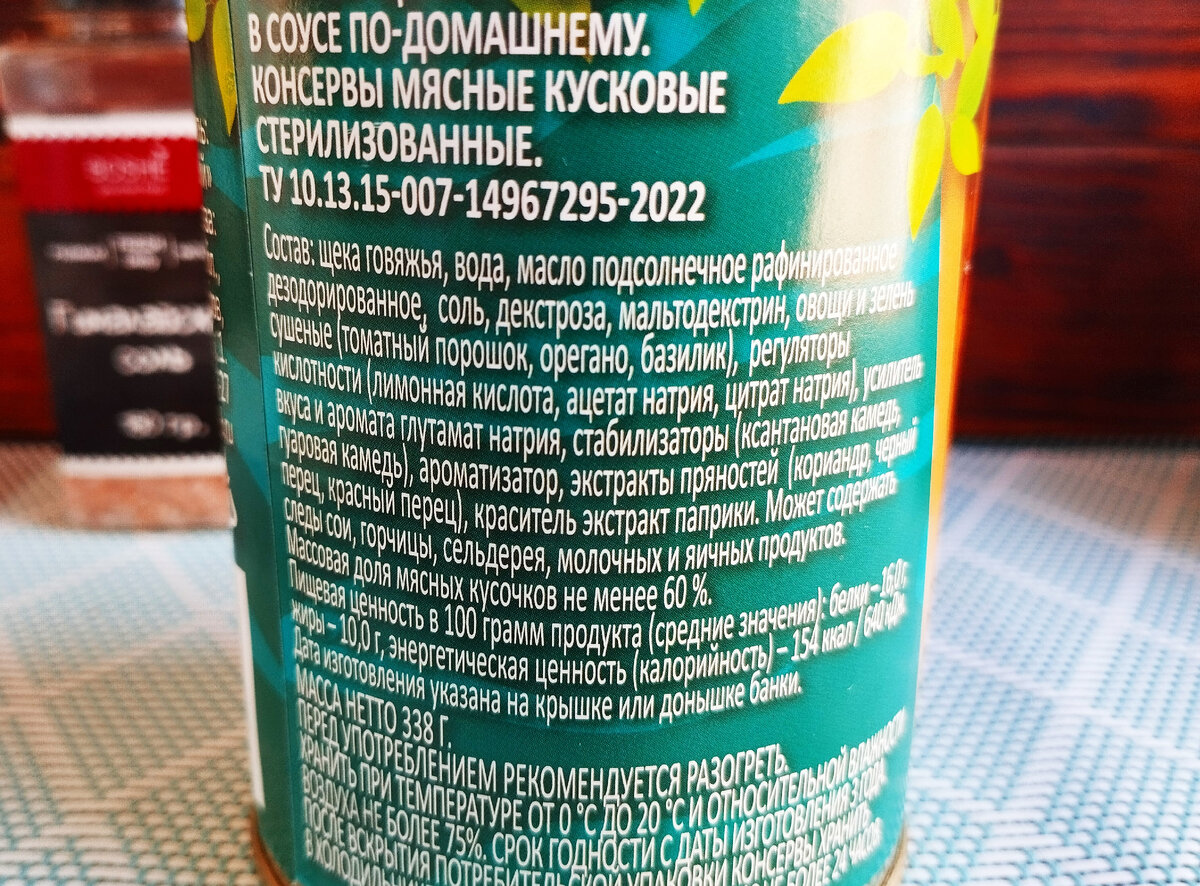 В СОУСЕ ПО-ДОМАШНЕМУ.
КОНСЕРВЫ МЯСНЫЕ КУСКОВЫЕ
СТЕРИЛИЗОВАННЫЕ.
ТУ 10.13.15-007-14967295-2022
Состав: щека говяжья, вода, масло подсолнечное рафинированное
дезодорированное, соль, декстроза, мальтодекстрин, овощи и зелень
сушеные (томатный порошок, орегано, базилик), регуляторы
кислотности (лимонная кислота, ацетат натрия, цитрат натрия), усилитель
вкуса и аромата глутамат натрия, стабилизаторы (ксантановая камедь,
гуаровая камедь), ароматизатор, экстракты пряностей (кориандр, черный
перец, красный перец), краситель экстракт паприки. Может содержать
следы сои, горчицы, сельдерея, молочных и яичных продуктов.
Массовая доля мясных кусочков не менее 60 %.
Пищевая ценность в 100 грамм продукта (средние значения): белки – 16,0 г,
жиры – 10,0 г, энергетическая ценность (калорийность) – 154 ккал / 640 кДж.
Дата изготовления указана на крышке или донышке банки.
МАССА НЕТТО 338 Г.
ПЕРЕД УПОТРЕБЛЕНИЕМ РЕКОМЕНДУЕТСЯ РАЗОГРЕТЬ.
ХРАНИТЬ ПРИ ТЕМПЕРАТУРЕ ОТ 0 °С ДО 20 °С И ОТНОСИТЕЛЬНОЙ ВЛАЖНОСТИ
ВОЗДУХА НЕ БОЛЕЕ 75%. СРОК ГОДНОСТИ С ДАТЫ ИЗГОТОВЛЕНИЯ 3 ГОДА.
ПОСЛЕ ВСКРЫТИЯ ПОТРЕБИТЕЛЬСКОЙ УПАКОВКИ КОНСЕРВЫ ХРАНИТЬ
В БОЛЕЕ 24 ЧАСОВ
соль